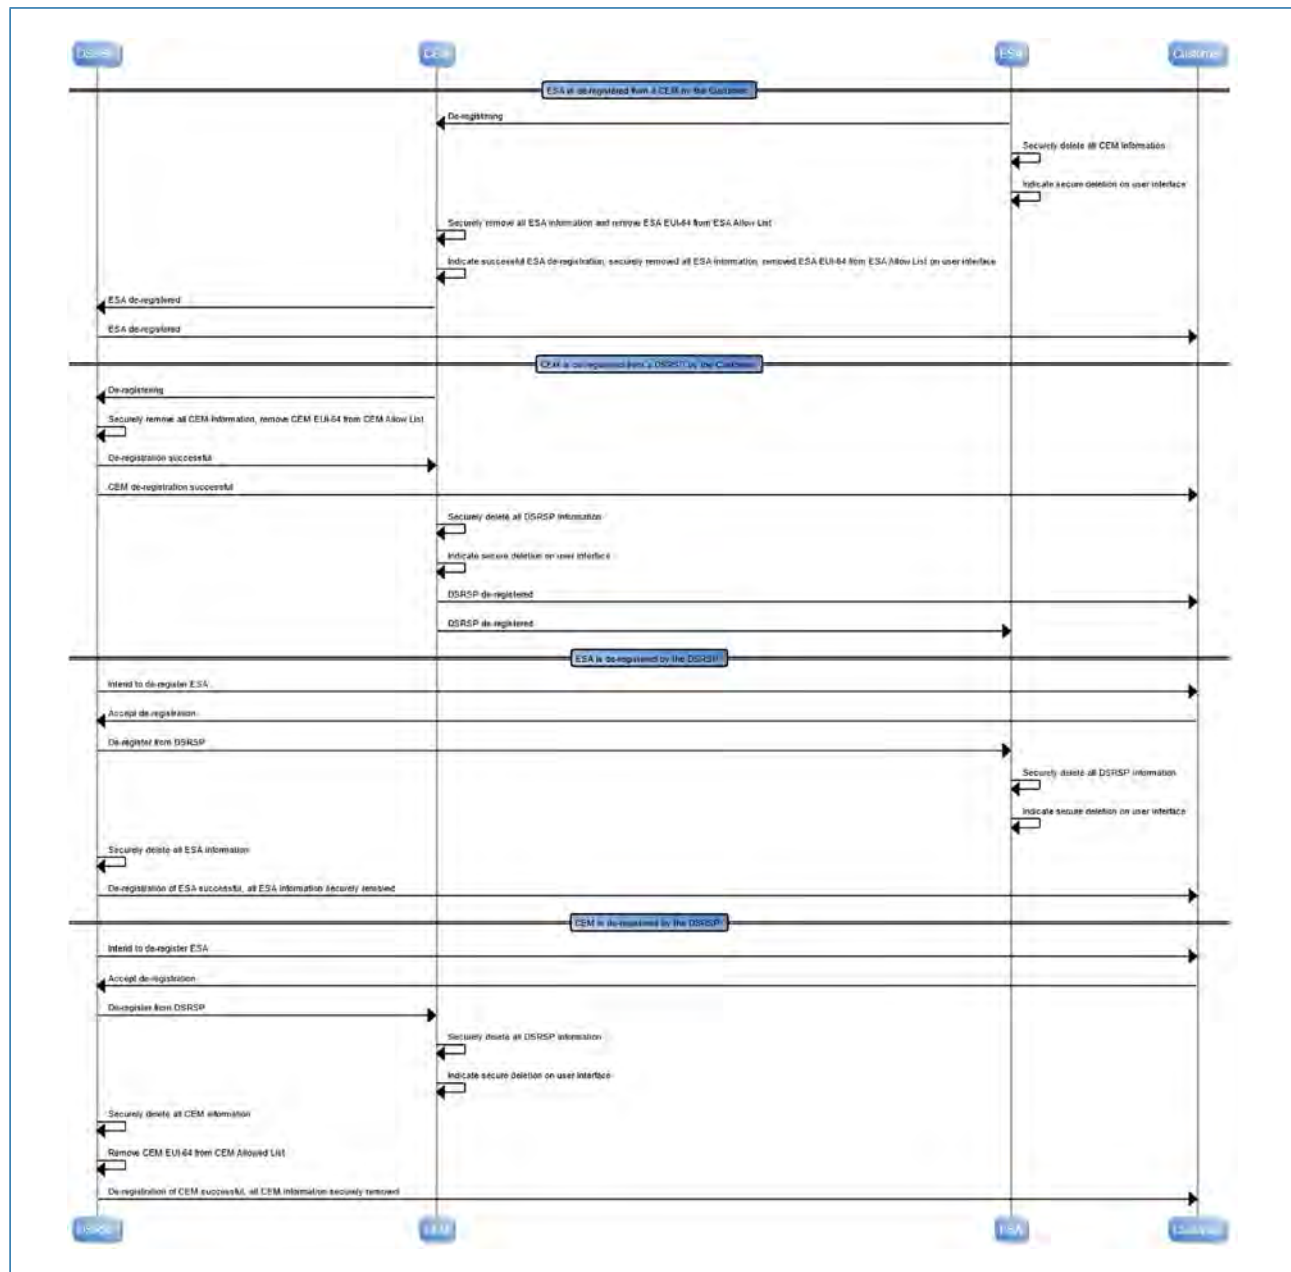 DSRSP
CEM
ESA
Customer
ESA is de-registered from a CEM by the Customer
De-registering
Securely delete all CEM Information
Indicate secure deletion on user interface
Securely remove all ESA information and remove ESA EUI-64 from ESA Allow List
Indicate successful ESA de-registration, securely removed all ESA information, removed ESA EUI-64 from ESA Allow List on user interface
ESA de-registered
ESA de-registered
CEM is de-registered from a DSRSP by the Customer
De-registering
Securely remove all CEM Information, remove CEM EUI-64 from CEM Allow List
De-registration successful
CEM de-registration successful
Securely delete all DSRSP Information
Indicate secure deletion on user interface
DSRSP de-registered
DSRSP de-registered
ESA is de-registered by the DSRSP
Intend to de-register ESA
Accept de-registration
De-register from DSRSP
Securely delete all DSRSP information
Indicate secure deletion on user interface
Securely delete all ESA information
De-registration of ESA successful, all ESA Information securely removed
CEM is de-registered by the DSRSP
Intend to de-register ESA
Accept de-registration
De-register from DSRSP
Securely delete all DSRSP information
Indicate secure deletion on user interface
Securely delete all CEM information
Remove CEM EUI-64 from CEM Allowed List
De-registration of CEM successful, all CEM Information securely removed
DSRSP
CEM
ESA
Customer